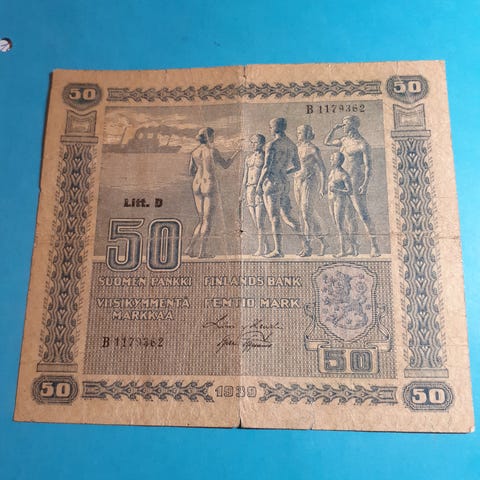 50 50
B 1179362
Litt. D
50
SUOMEN PANKKI FINLANDS BANK
VIISIKYMMENTÄ FEMTIO MARK
MARKKAA
B 1179362
50
50 1939 50